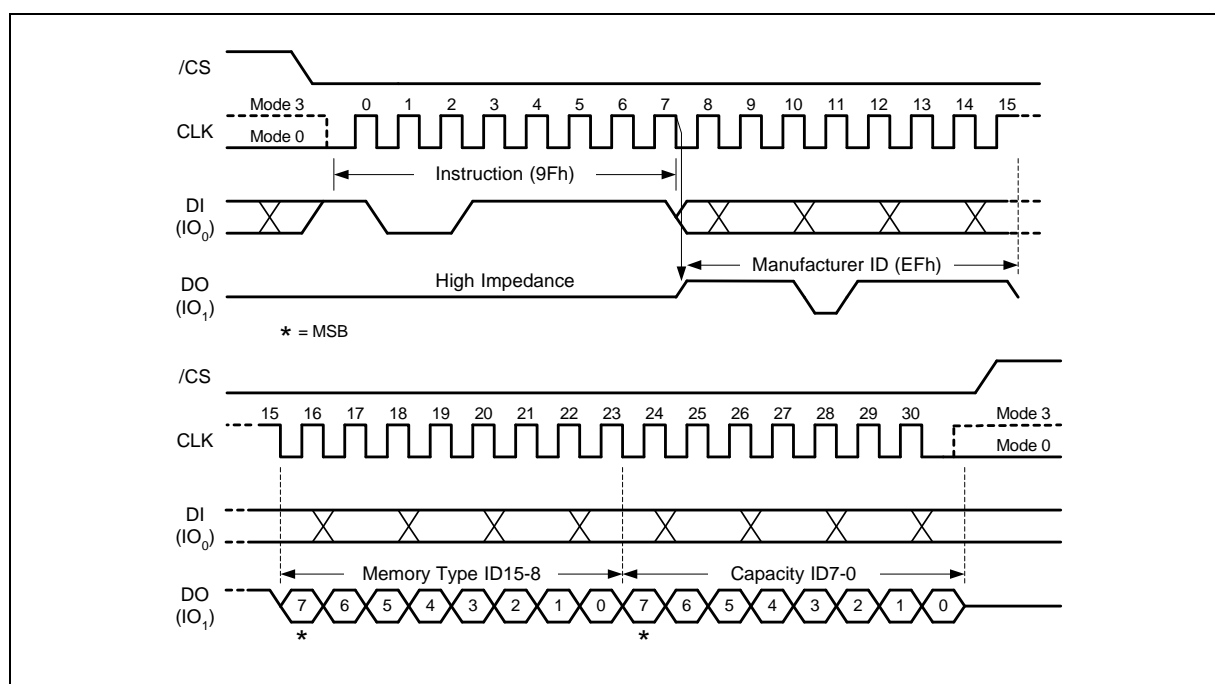 /CS
Mode 3 0 1 2 3 4 5 6 7 8 9 10 11 12 13 14 15
CLK
Mode 0
Instruction (9Fh)
DI
(IO0)
Manufacturer ID (EFh)
High Impedance
DO
(IO1)
* = MSB
/CS
15 16 17 18 19 20 21 22 23 24 25 26 27 28 29 30 Mode 3
CLK
Mode 0
DI
(IO0)
Memory Type ID15-8 Capacity ID7-0
DO
(IO1)
7 6 5 4 3 2 1 0 7 6 5 4 3 2 1 0
* *